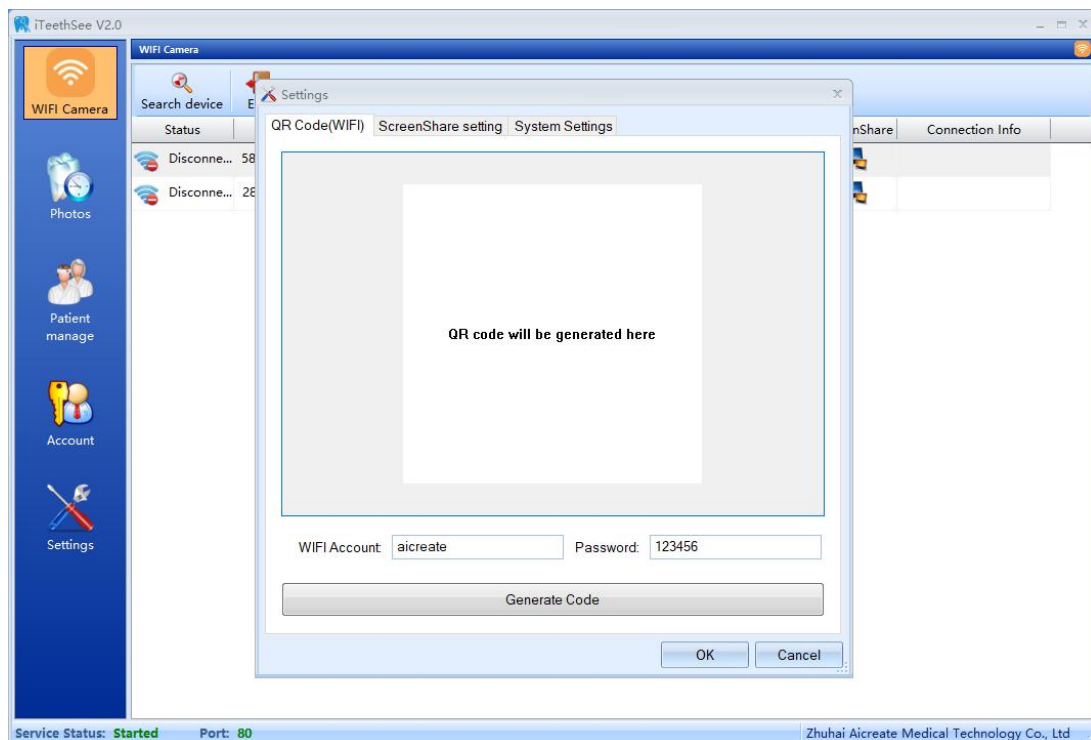 iTeethSee V2.0
WIFI Camera
WIFI Camera
Search device
Status
nShare
Connection Info
Disconne... 58
Disconne... 28
Photos
Patient
manage
Account
Settings
Settings
QR Code(WIFI) ScreenShare setting System Settings
QR code will be generated here
WIFI Account: aicreate Password: 123456
Generate Code
OK Cancel
Service Status: Started Port: 80 Zhuhai Aicreate Medical Technology Co., Ltd